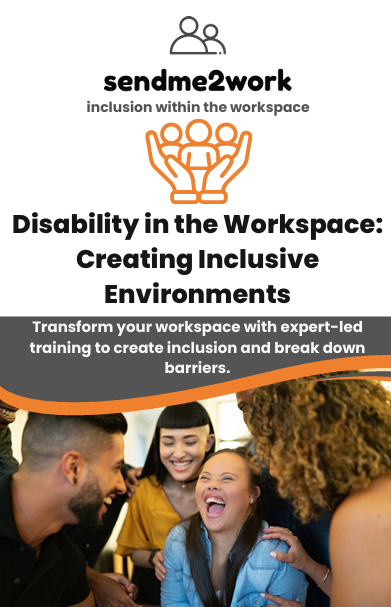 sendme2work
inclusion within the workspace
Disability in the Workspace:
Creating Inclusive
Environments
Transform your workspace with expert-led
training to create inclusion and break down
barriers.